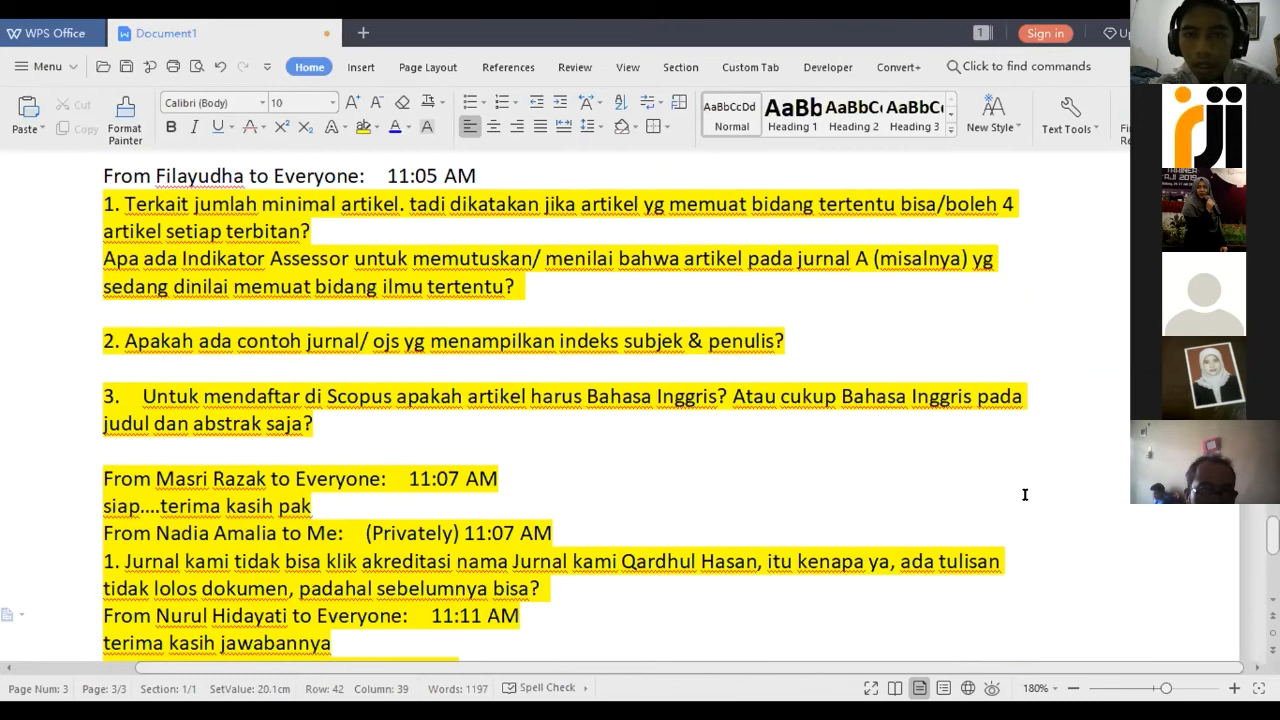 WPS Office
Document1
+
1
Sign in
Up
Menu
Home
Insert
Page Layout
References
Review
View
Section
Custom Tab
Developer
Convert+
Click to find commands
Paste
Cut
Copy
Format
Painter
Calibri (Body)
10
AaBbCcDd
Normal
AaBb
Heading 1
AaBbC
Heading 2
AaBbC
Heading 3
New Style
Text Tools
From Filayudha to Everyone: 11:05 AM
1. Terkait jumlah minimal artikel. tadi dikatakan jika artikel yg memuat bidang tertentu bisa/boleh 4
artikel setiap terbitan?
Apa ada Indikator Assessor untuk memutuskan/ menilai bahwa artikel pada jurnal A (misalnya) yg
sedang dinilai memuat bidang ilmu tertentu?
2. Apakah ada contoh jurnal/ ojs yg menampilkan indeks subjek & penulis?
3. Untuk mendaftar di Scopus apakah artikel harus Bahasa Inggris? Atau cukup Bahasa Inggris pada
judul dan abstrak saja?
From Masri Razak to Everyone: 11:07 AM
siap....terima kasih pak
From Nadia Amalia to Me: (Privately) 11:07 AM
1. Jurnal kami tidak bisa klik akreditasi nama Jurnal kami Qardhul Hasan, itu kenapa ya, ada tulisan
tidak lolos dokumen, padahal sebelumnya bisa?
From Nurul Hidayati to Everyone: 11:11 AM
terima kasih jawabannya
rji
Page Num: 3
Page: 3/3
Section: 1/1
SetValue: 20.1cm
Row: 42
Column: 39
Words: 1197
Spell Check
180%